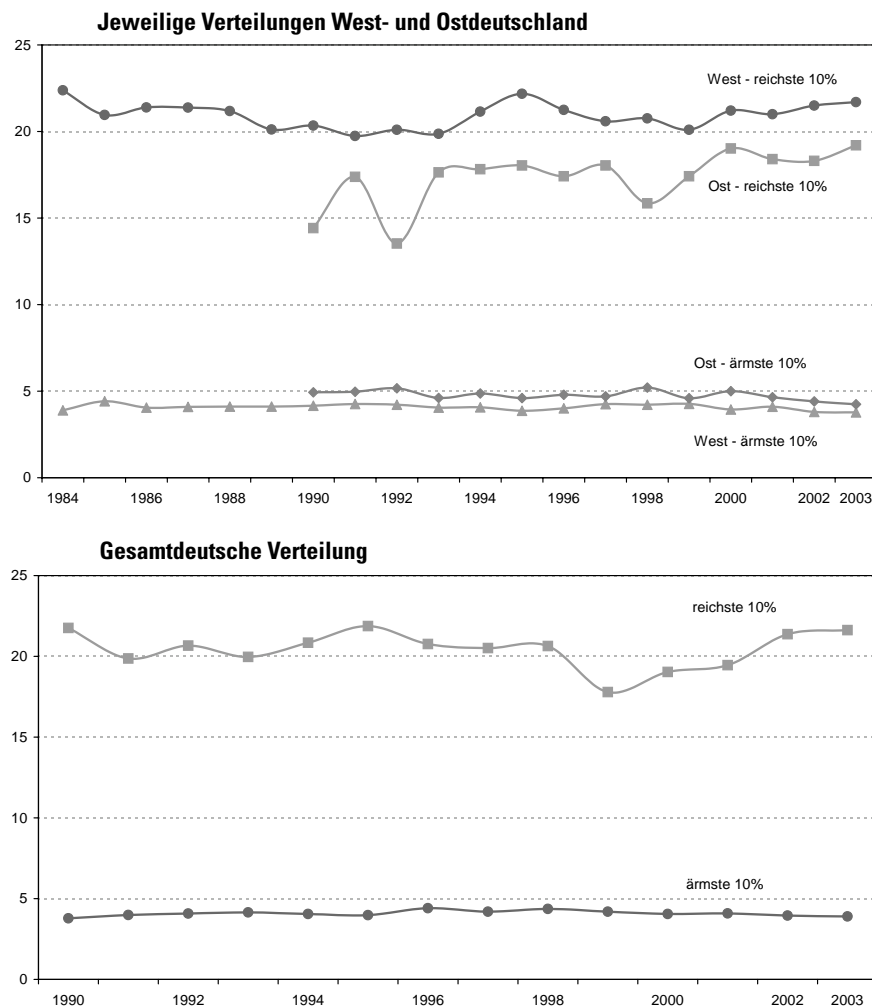 Jeweilige Verteilungen West- und Ostdeutschland
25
West - reichste 10%
20
Ost - reichste 10%
15
10
Ost - ärmste 10%
5
West - ärmste 10%
0
1984 1986 1988 1990 1992 1994 1996 1998 2000 2002 2003
Gesamtdeutsche Verteilung
25
reichste 10%
20
15
10
ärmste 10%
5
0
1990 1992 1994 1996 1998 2000 2002 2003